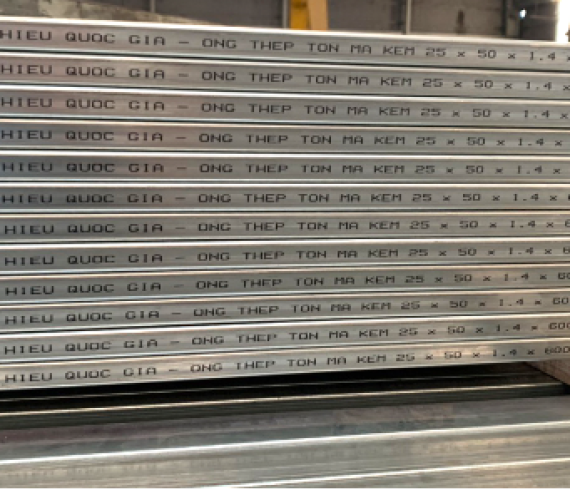 HIEU QUOC GIA - ONG THEP TON MA KEM 25 x 50 x 1.4 x
HIEU QUOC GIA - ONG THEP TON MA KEM 25 x 50 x 1.4 x
HIEU QUOC GIA - ONG THEP TON MA KEM 25 x 50 x 1.4 x
HIEU QUOC GIA - ONG THEP TON MA KEM 25 x 50 x 1.4 x
HIEU QUOC GIA - ONG THEP TON MA KEM 25 x 50 x 1.4 x
HIEU QUOC GIA - ONG THEP TON MA KEM 25 x 50 x 1.4 x
HIEU QUOC GIA - ONG THEP TON MA KEM 25 x 50 x 1.4 x 6
HIEU QUOC GIA - ONG THEP TON MA KEM 25 x 50 x 1.4 x 6
HIEU QUOC GIA - ONG THEP TON MA KEM 25 x 50 x 1.4 x 60
HIEU QUOC GIA - ONG THEP TON MA KEM 25 x 50 x 1.4 x 60
HIEU QUOC GIA - ONG THEP TON MA KEM 25 x 50 x 1.4 x 600
HIEU QUOC GIA - ONG THEP TON MA KEM 25 x 50 x 1.4 x 600